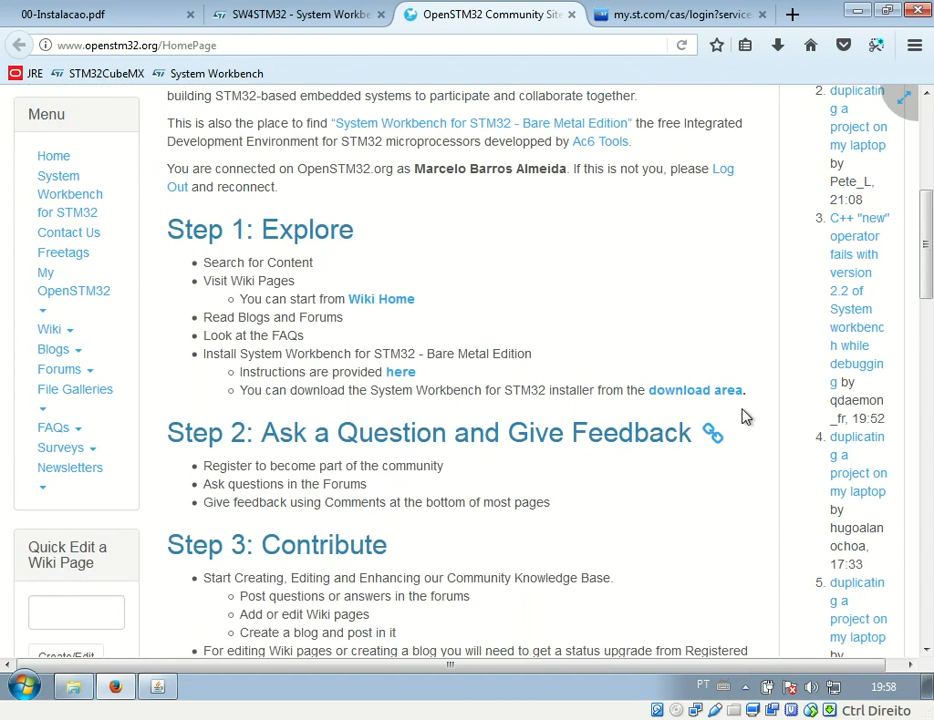 00-Instalacao.pdf
SW4STM32 - System Workbe
OpenSTM32 Community Site
my.st.com/cas/login?service
www.openstm32.org/HomePage
JRE
STM32CubeMX
System Workbench
Menu
Home
System
Workbench
for STM32
Contact Us
Freetags
My
OpenSTM32
Wiki
Blogs
Forums
File Galleries
FAQs
Surveys
Newsletters
Quick Edit a
Wiki Page
Create/Edit
building STM32-based embedded systems to participate and collaborate together.
This is also the place to find “System Workbench for STM32 - Bare Metal Edition” the free Integrated
Development Environment for STM32 microprocessors developped by Ac6 Tools.
You are connected on OpenSTM32.org as Marcelo Barros Almeida. If this is not you, please Log
Out and reconnect.
Step 1: Explore
Search for Content
Visit Wiki Pages
You can start from Wiki Home
Read Blogs and Forums
Look at the FAQs
Install System Workbench for STM32 - Bare Metal Edition
Instructions are provided here
You can download the System Workbench for STM32 installer from the download area.
Step 2: Ask a Question and Give Feedback
Register to become part of the community
Ask questions in the Forums
Give feedback using Comments at the bottom of most pages
Step 3: Contribute
Start Creating, Editing and Enhancing our Community Knowledge Base.
Post questions or answers in the forums
Add or edit Wiki pages
Create a blog and post in it
For editing Wiki pages or creating a blog you will need to get a status upgrade from Registered
2. duplicatin
g a
project on
my laptop
by
Pete_L,
21:08
3. C++ "new"
operator
fails with
version
2.2 of
System
workbenc
h while
debuggin
g by
qdaemon
_fr, 19:52
4. duplicatin
g a
project on
my laptop
by
hugoalan
ochoa,
17:33
5. duplicatin
g a
project on
my laptop
by
PT
19:58
Ctrl Direito